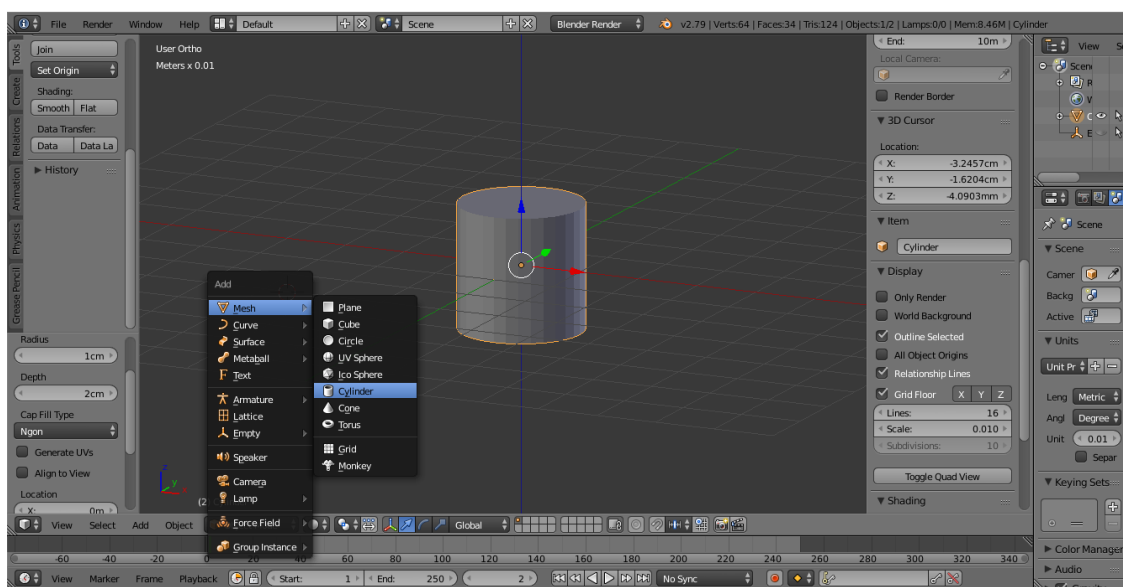 File Render Window Help Default Scene Blender Render v2.79 | Verts:64 | Faces:34 | Tris:124 | Objects:1/2 | Lamps:0/0 | Mem:8.46M | Cylinder
Tools
Create
Relations
Animation
Physics
Grease Pencil
Join
Set Origin
Shading:
Smooth Flat
Data Transfer:
Data Data La
History
Radius
1cm
Depth
2cm
Cap Fill Type
Ngon
Generate UVs
Align to View
Location
X: 0m
User Ortho
Meters x 0.01
Add
Mesh
Curve
Surface
Metaball
Text
Armature
Lattice
Empty
Speaker
Camera
Lamp
Force Field
Group Instance
Plane
Cube
Circle
UV Sphere
Ico Sphere
Cylinder
Cone
Torus
Grid
Monkey
z
y
x
(2
End: 10m
Local Camera:
Render Border
3D Cursor
Location:
X: -3.2457cm
Y: -1.6204cm
Z: -4.0903mm
Item
Cylinder
Display
Only Render
World Background
Outline Selected
All Object Origins
Relationship Lines
Grid Floor X Y Z
Lines: 16
Scale: 0.010
Subdivisions: 10
Toggle Quad View
Shading
View S
Scen
R
V
C
E
Scene
Scene
Camer
Backg
Active
Units
Unit Pr
Leng Metric
Angl Degree
Unit 0.01
Separ
Keying Sets
Color Manager
Audio
View Select Add Object Global
-60 -40 -20 0 60 80 100 120 140 160 180 200 220 240 260 280 300 320 340
View Marker Frame Playback Start: 1 End: 250 2 No Sync